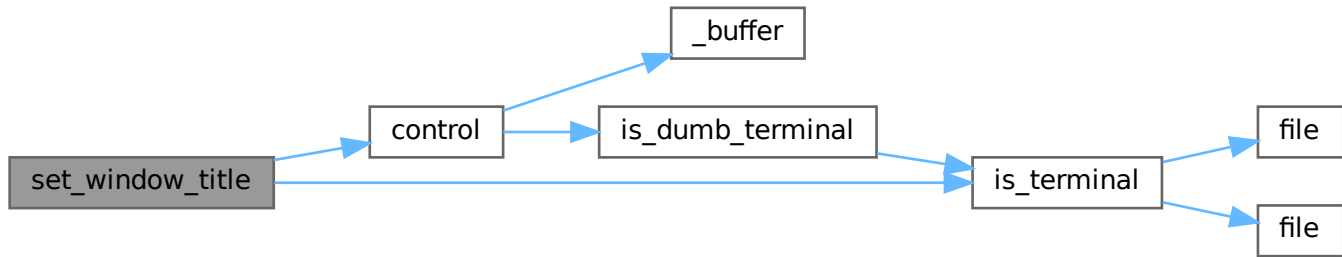 _buffer
control
is_dumb_terminal
file
set_window_title
is_terminal
file